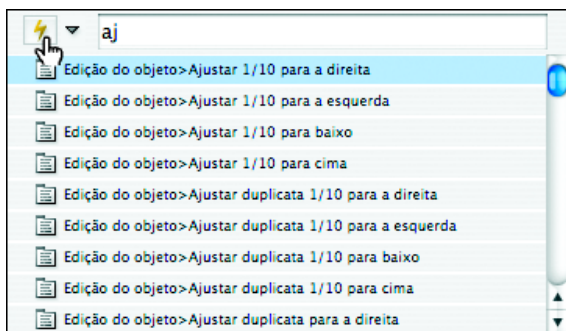 aj
Edição do objeto>Ajustar 1/10 para a direita
Edição do objeto>Ajustar 1/10 para a esquerda
Edição do objeto>Ajustar 1/10 para baixo
Edição do objeto>Ajustar 1/10 para cima
Edição do objeto>Ajustar duplicata 1/10 para a direita
Edição do objeto>Ajustar duplicata 1/10 para a esquerda
Edição do objeto>Ajustar duplicata 1/10 para baixo
Edição do objeto>Ajustar duplicata 1/10 para cima
Edição do objeto>Ajustar duplicata para a direita